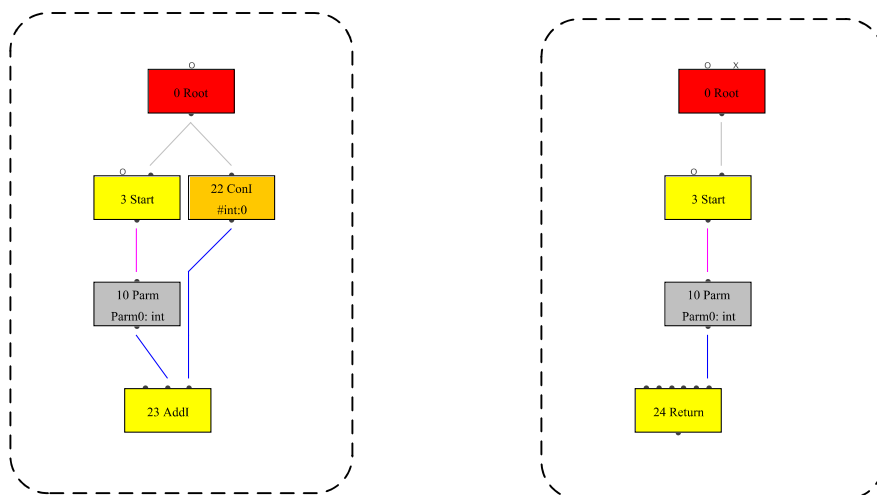 O
0 Root
O
3 Start
22 ConI
#int:0
10 Parm
Parm0: int
23 AddI
O X
0 Root
O
3 Start
10 Parm
Parm0: int
24 Return